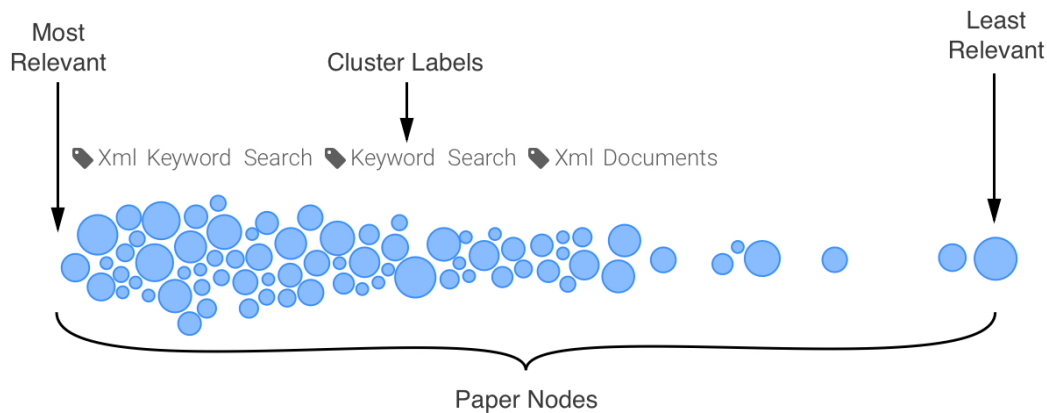 Most
Relevant
Cluster Labels
Least
Relevant
Xml Keyword Search Keyword Search Xml Documents
Paper Nodes